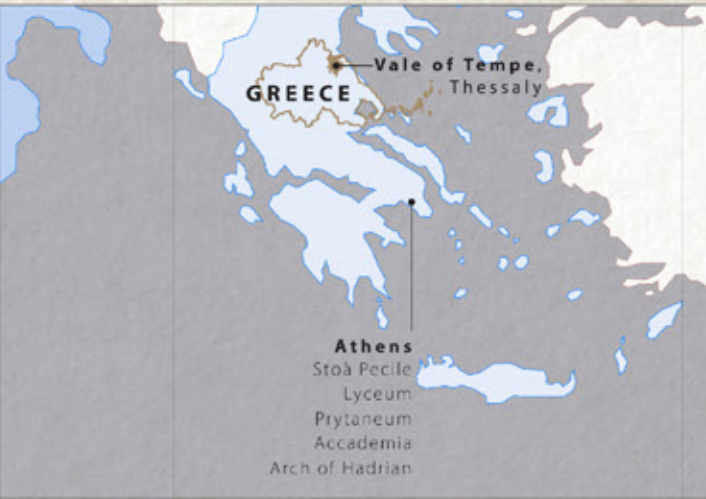 Vale of Tempe,
Thessaly
GREECE
Athens
Stoà Pecile
Lyceum
Prytaneum
Accademia
Arch of Hadrian